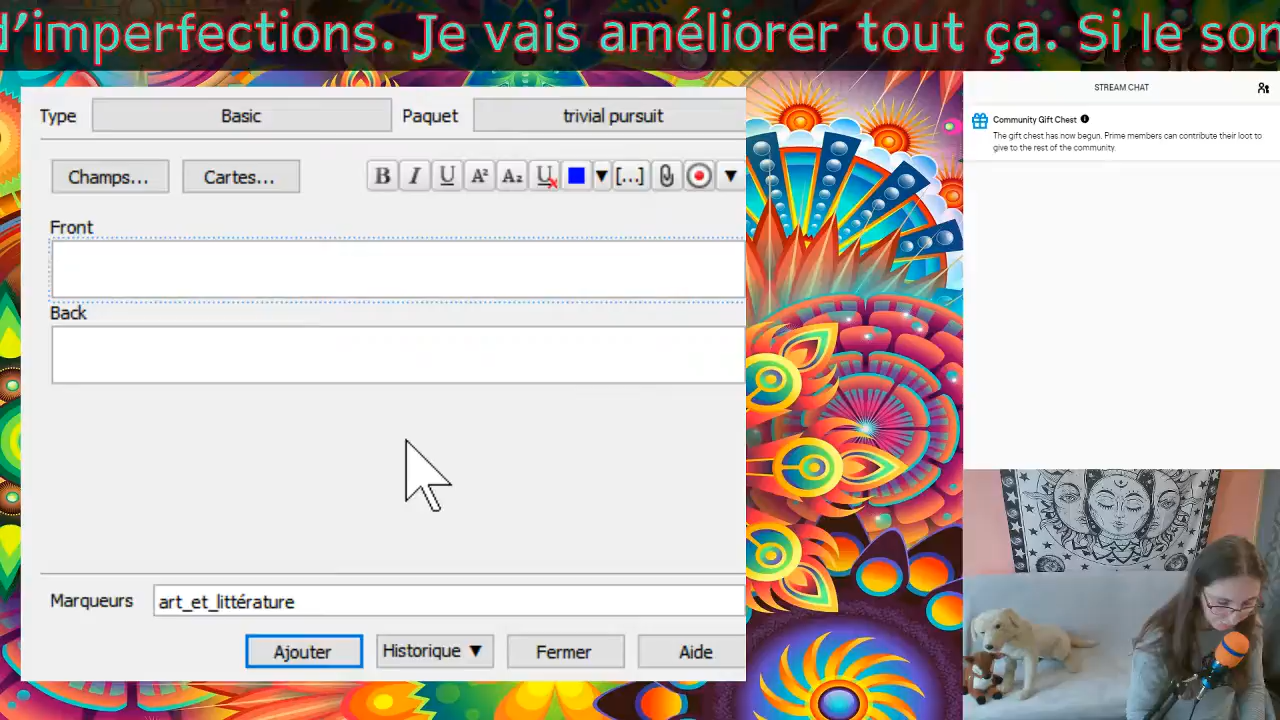 d’imperfections. Je vais améliorer tout ça. Si le son
Type Basic Paquet trivial pursuit
Champs... Cartes... B I U A² A₂ U [...]
Front
Back
Marqueurs art_et_littérature
Ajouter Historique ▼ Fermer Aide
STREAM CHAT
Community Gift Chest
The gift chest has now begun. Prime members can contribute their loot to
give to the rest of the community.